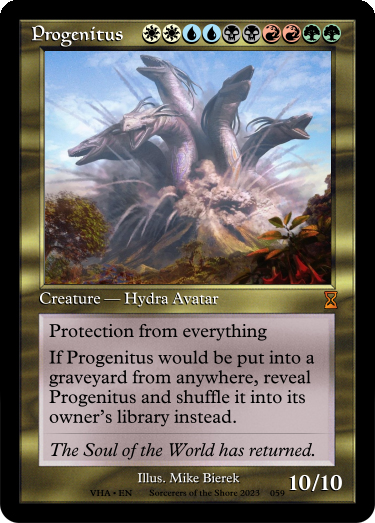 Progenitus
Creature — Hydra Avatar
Protection from everything
If Progenitus would be put into a
graveyard from anywhere, reveal
Progenitus and shuffle it into its
owner's library instead.
The Soul of the World has returned.
Illus. Mike Bierek
10/10
VHA • EN Sorcerers of the Shore 2023 059